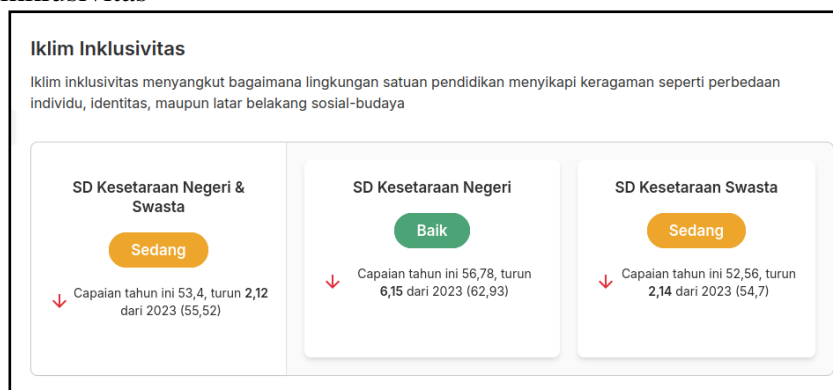 Iklim Inklusivitas
Iklim inklusivitas menyangkut bagaimana lingkungan satuan pendidikan menyikapi keragaman seperti perbedaan
individu, identitas, maupun latar belakang sosial-budaya
SD Kesetaraan Negeri &
Swasta
Sedang
Capaian tahun ini 53,4, turun 2,12
dari 2023 (55,52)
SD Kesetaraan Negeri
Baik
Capaian tahun ini 56,78, turun
6,15 dari 2023 (62,93)
SD Kesetaraan Swasta
Sedang
Capaian tahun ini 52,56, turun
2,14 dari 2023 (54,7)